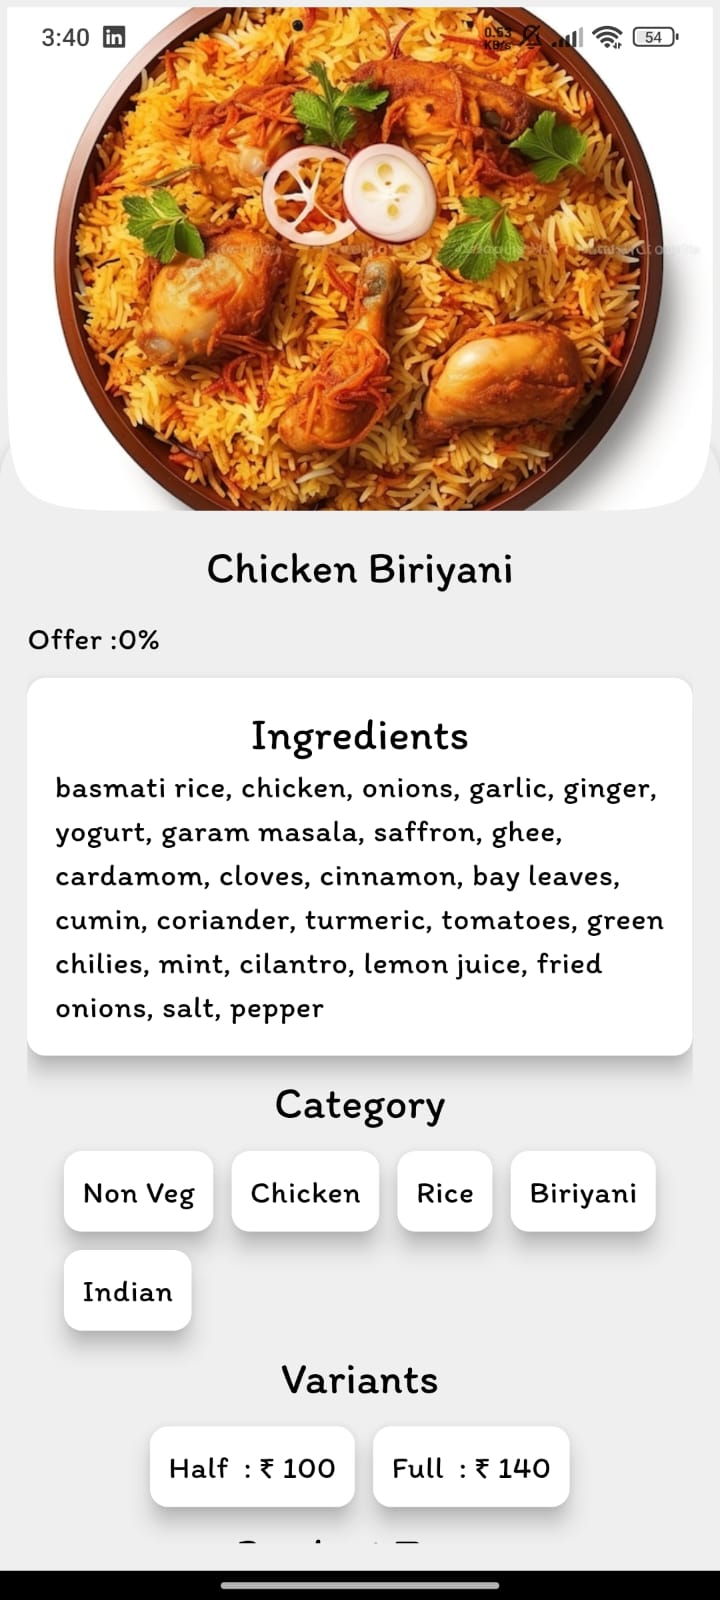 3:40 in 0.53 54
KB/s
Chicken Biriyani
Offer :0%
Ingredients
basmati rice, chicken, onions, garlic, ginger,
yogurt, garam masala, saffron, ghee,
cardamom, cloves, cinnamon, bay leaves,
cumin, coriander, turmeric, tomatoes, green
chilies, mint, cilantro, lemon juice, fried
onions, salt, pepper
Category
Non Veg Chicken Rice Biriyani
Indian
Variants
Half : ₹ 100 Full : ₹ 140